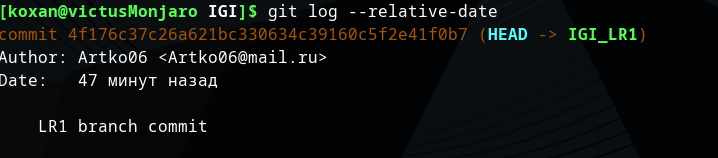 [koxan@victusMonjaro IGI]$ git log --relative-date
commit 4f176c37c26a621bc330634c39160c5f2e41f0b7 (HEAD -> IGI_LR1)
Author: Artko06 <Artko06@mail.ru>
Date:   47 минут назад

    LR1 branch commit